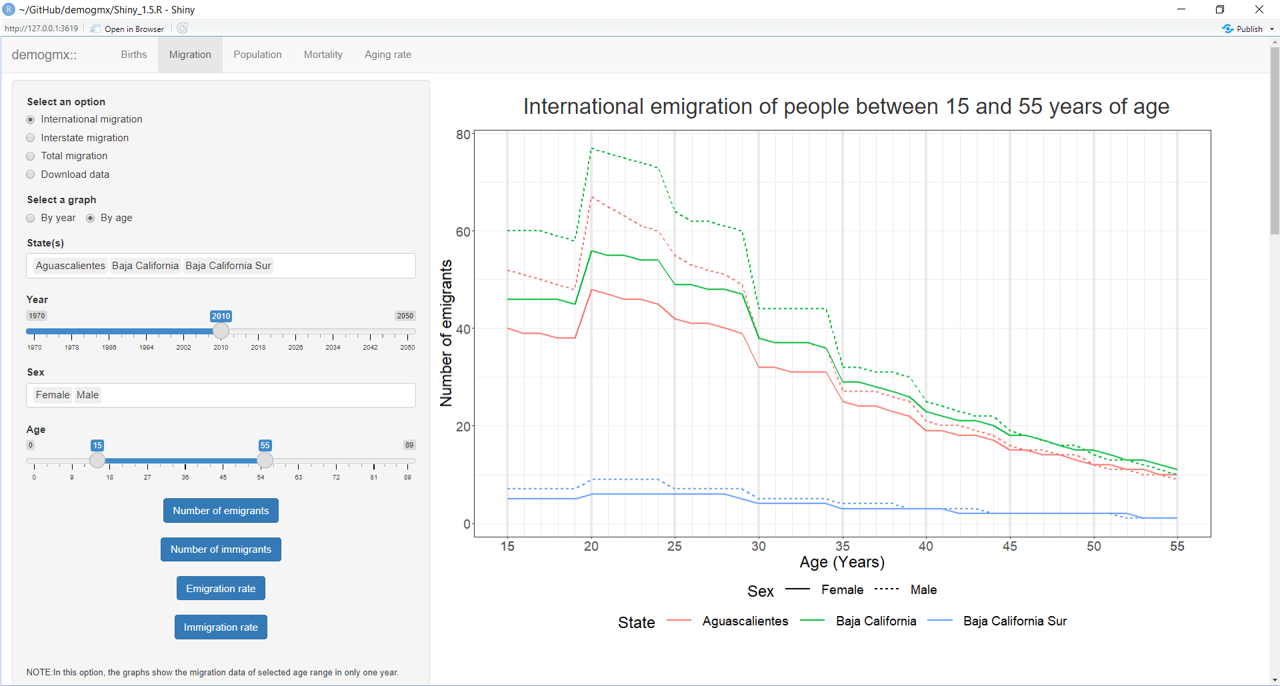 ~/GitHub/demogmx/Shiny_1.5.R - Shiny
http://127.0.0.1:3619 Open in Browser Publish
demogmx:: Births Migration Population Mortality Aging rate
Select an option
International migration
Interstate migration
Total migration
Download data
Select a graph
By year By age
State(s)
Aguascalientes Baja California Baja California Sur
Year
1970 2010 2050
1970 1978 1986 1994 2002 2010 2018 2026 2034 2042 2050
Sex
Female Male
Age
0 15 55 89
0 9 18 27 36 45 54 63 72 81 89
Number of emigrants
Number of immigrants
Emigration rate
Immigration rate
NOTE:In this option, the graphs show the migration data of selected age range in only one year.
International emigration of people between 15 and 55 years of age
Number of emigrants
80
60
40
20
0
15 20 25 30 35 40 45 50 55
Age (Years)
Sex Female Male
State Aguascalientes Baja California Baja California Sur